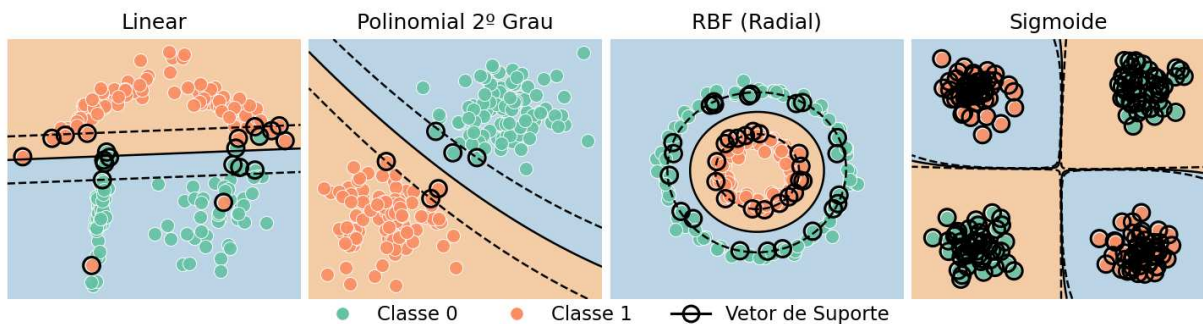 Linear
Polinomial 2º Grau
RBF (Radial)
Sigmoide
Classe 0
Classe 1
Vetor de Suporte